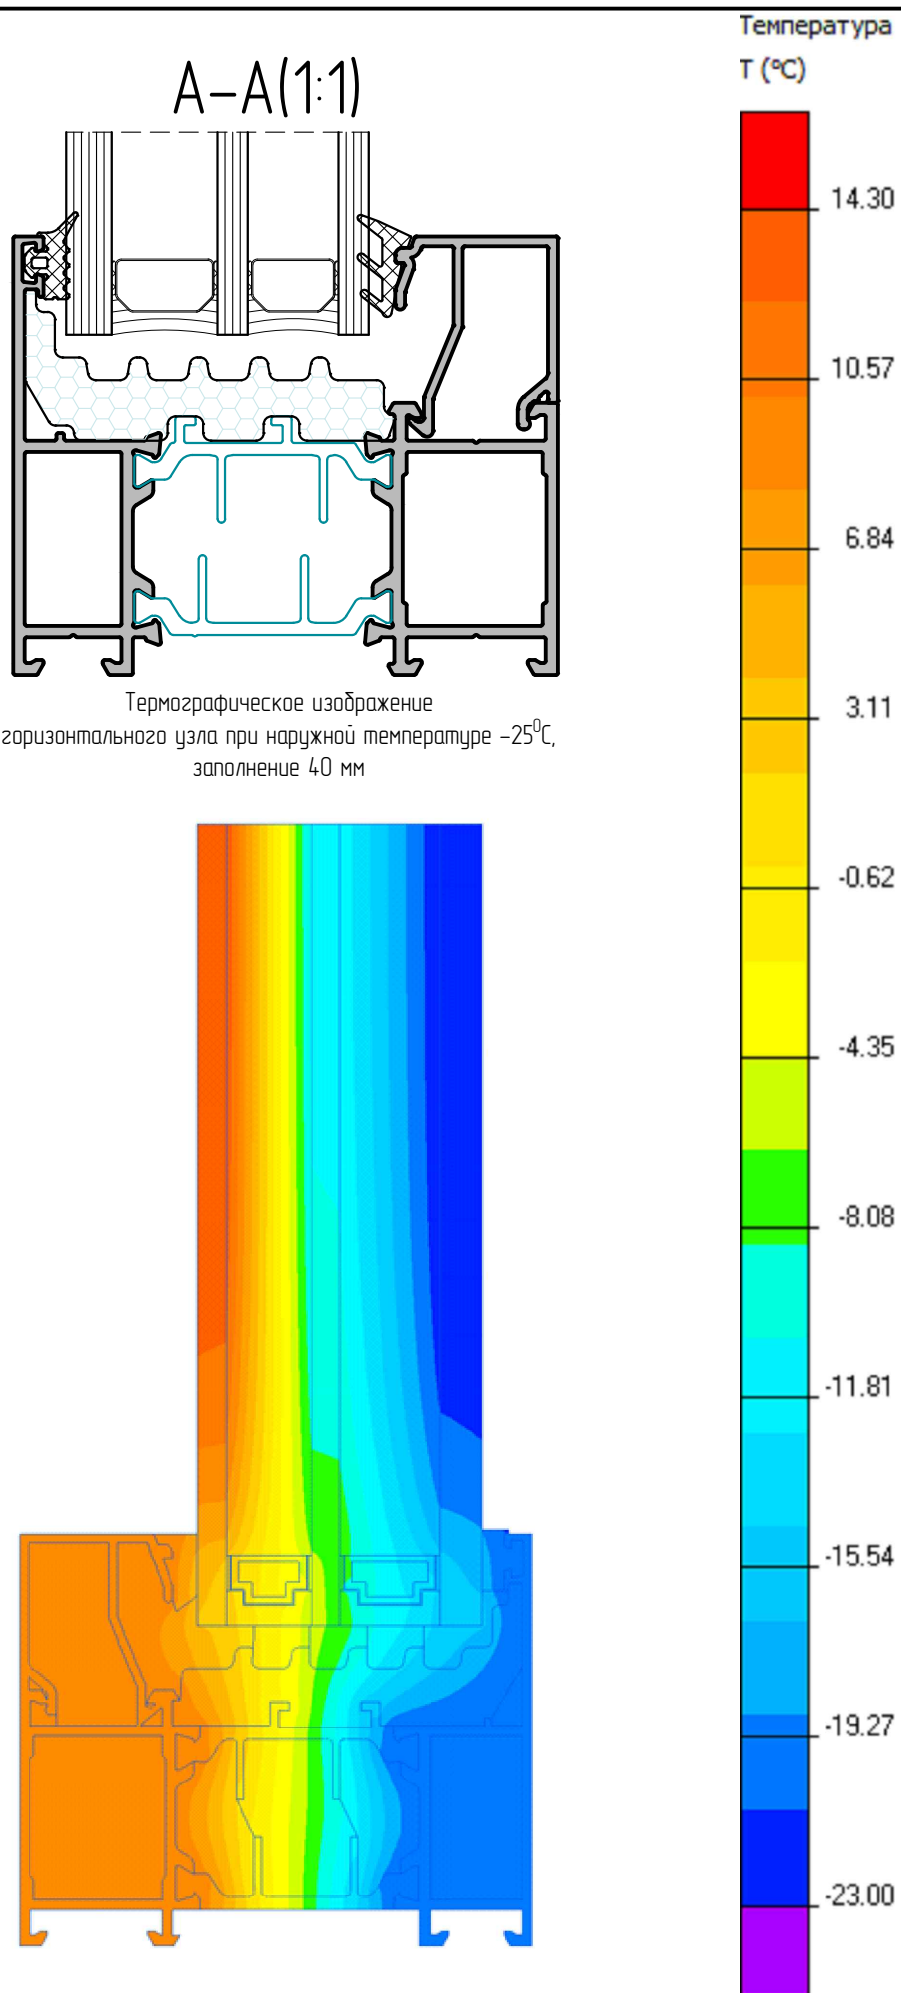 Температура
T (°C)
А-А(1:1)
14.30
10.57
6.84
3.11
-0.62
-4.35
-8.08
-11.81
-15.54
-19.27
-23.00
Термографическое изображение
горизонтального узла при наружной температуре -25⁰С,
заполнение 40 мм